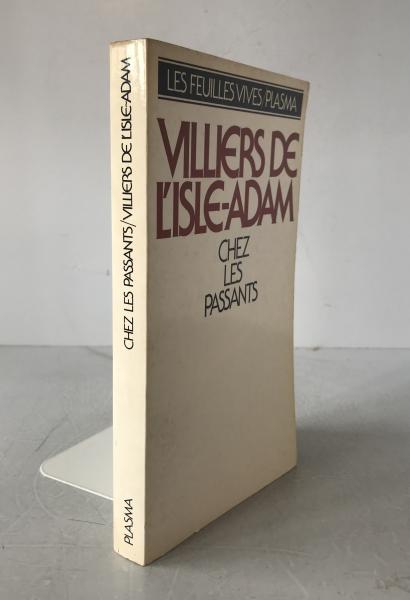 LES FEUILLES VIVES/PLASMA
VILLIERS DE
L'ISLE-ADAM
CHEZ
LES
PASSANTS
CHEZ LES PASSANTS/VILLIERS DE L'ISLE-ADAM
PLASMA